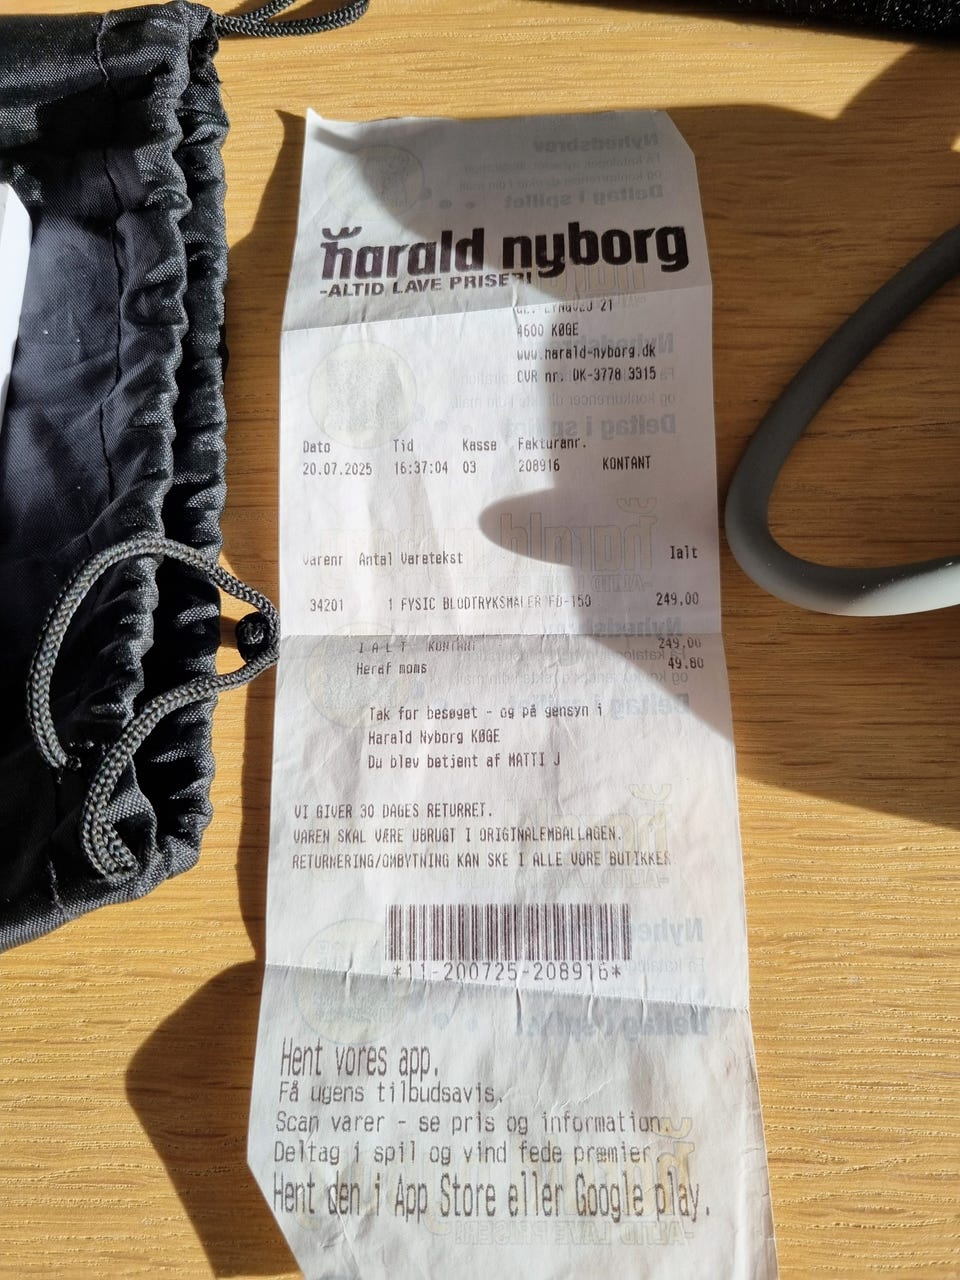 harald nyborg
-ALTID LAVE PRISER!
GL. LYNGVEJ 21
4600 KØGE
www.harald-nyborg.dk
CVR nr. DK-3778 3315
Dato Tid Kasse Fakturanr.
20.07.2025 16:37:04 03 208916 KONTANT
Varenr Antal Varetekst Ialt
34201 1 FYSIC BLODTRYKSMÅLER FB-150 249,00
I A L T KONTANT 249,00
Heraf moms 49,80
Tak for besøget - og på gensyn i
Harald Nyborg KØGE
Du blev betjent af MATTI J
VI GIVER 30 DAGES RETURRET.
VAREN SKAL VÆRE UBRUGT I ORIGINALEMBALLAGEN.
RETURNERING/OMBYTNING KAN SKE I ALLE VORE BUTIKKER.
*11-200725-208916*
Hent vores app.
Få ugens tilbudsavis.
Scan varer - se pris og information.
Deltag i spil og vind fede præmier.
Hent den i App Store eller Google play.